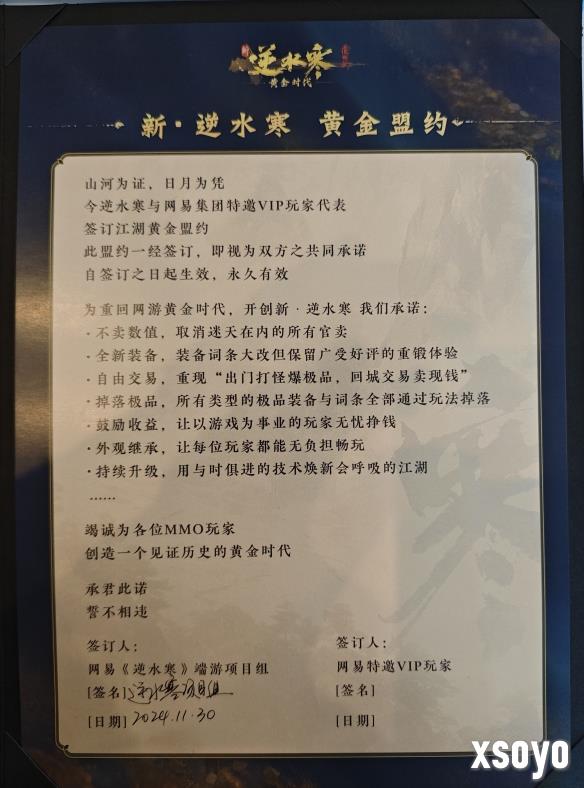 逆水寒
·黄金时代·
新·逆水寒 黄金盟约
山河为证，日月为凭
今逆水寒与网易集团特邀VIP玩家代表
签订江湖黄金盟约
此盟约一经签订，即视为双方之共同承诺
自签订之日起生效，永久有效
为重回网游黄金时代，开创新·逆水寒 我们承诺：
·不卖数值，取消迷天在内的所有官卖
·全新装备，装备词条大改但保留广受好评的重锻体验
·自由交易，重现“出门打怪爆极品，回城交易卖现钱”
·掉落极品，所有类型的极品装备与词条全部通过玩法掉落
·鼓励收益，让以游戏为事业的玩家无忧挣钱
·外观继承，让每位玩家都能无负担畅玩
·持续升级，用与时俱进的技术焕新会呼吸的江湖
……
竭诚为各位MMO玩家
创造一个见证历史的黄金时代
承君此诺
誓不相违
签订人：
网易《逆水寒》端游项目组
[签名]逆水寒项目组
[日期]2024.11.30
签订人：
网易特邀VIP玩家
[签名]
[日期]
寒
xsoyo